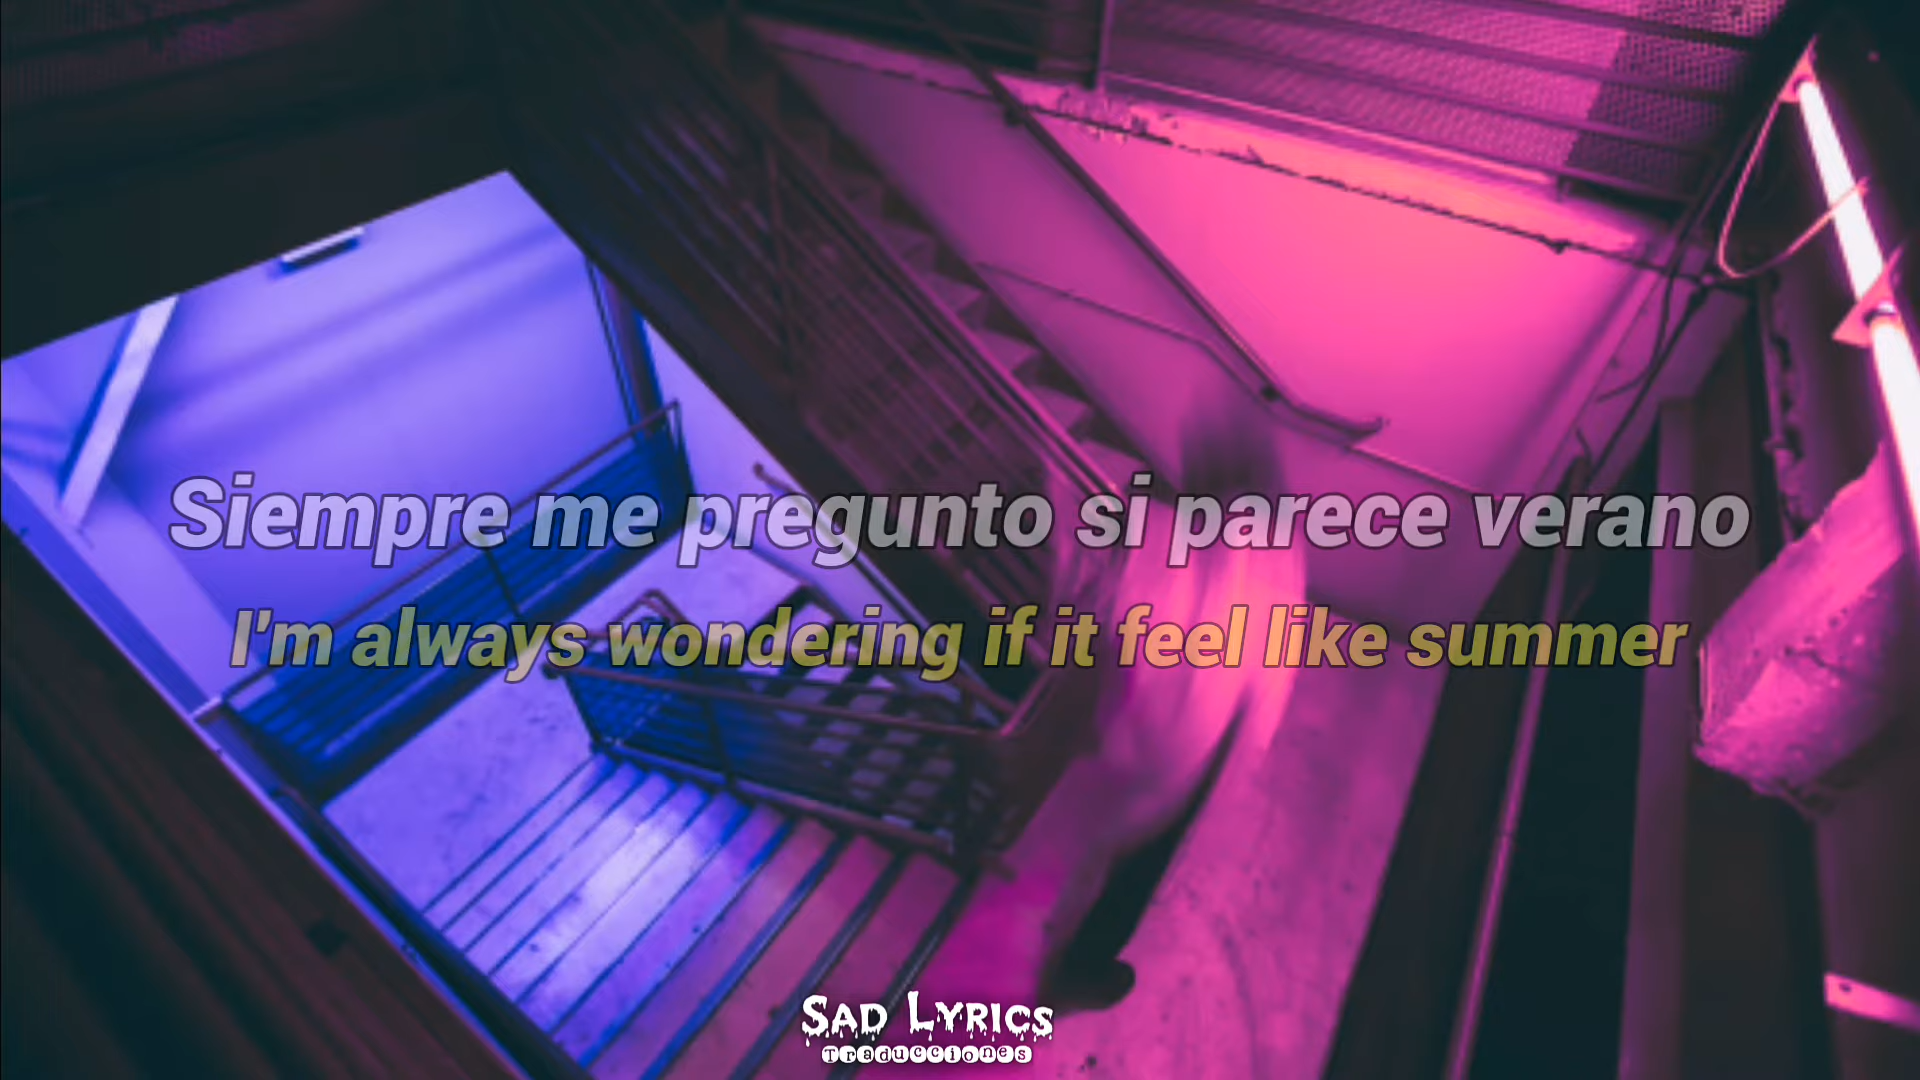 Siempre me pregunto si parece verano
I'm always wondering if it feel like summer
SAD LYRICS
Traducciones